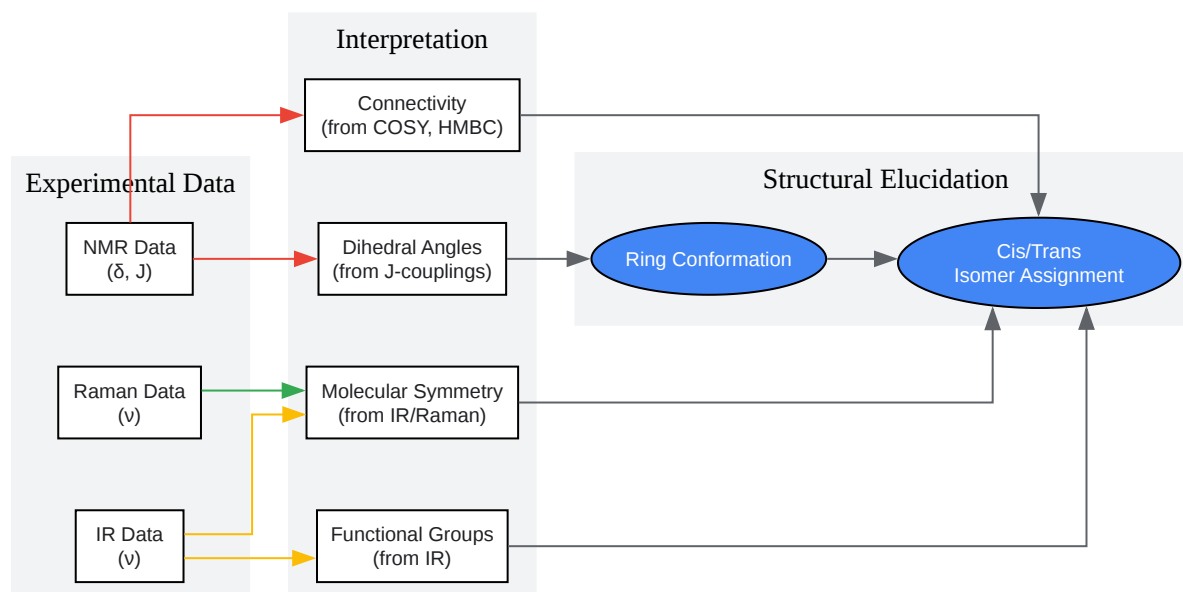 Interpretation
Connectivity
(from COSY, HMBC)
Experimental Data
Structural Elucidation
NMR Data
(δ, J)
Dihedral Angles
(from J-couplings)
Ring Conformation
Cis/Trans
Isomer Assignment
Raman Data
(ν)
Molecular Symmetry
(from IR/Raman)
IR Data
(ν)
Functional Groups
(from IR)